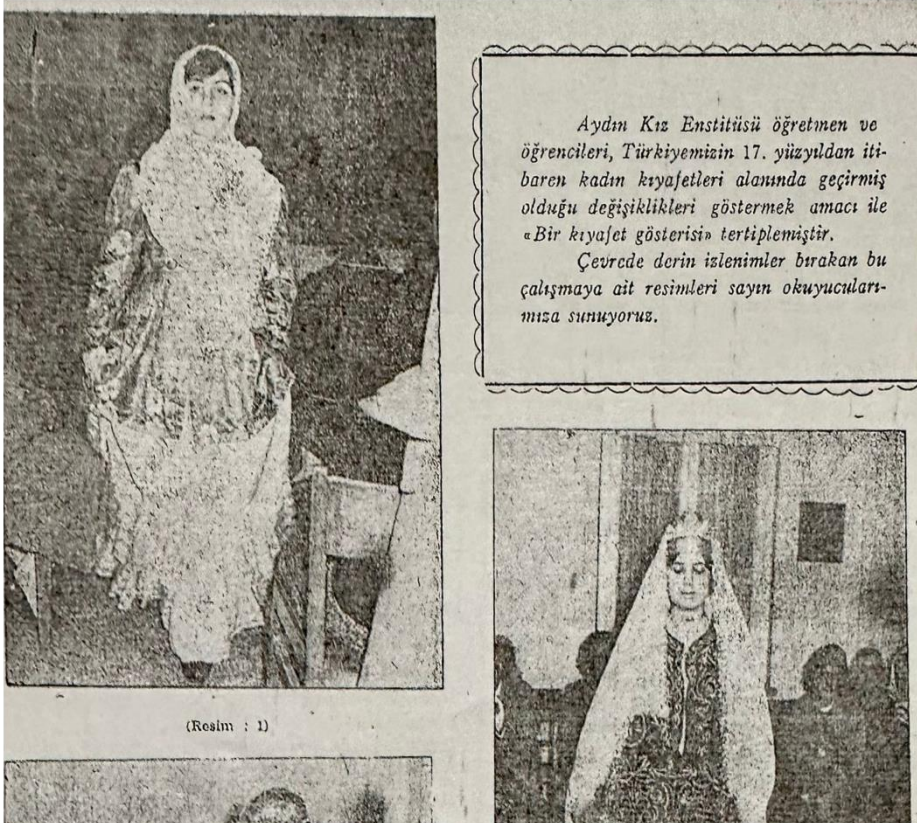 Aydın Kız Enstitüsü öğretmen ve
öğrencileri, Türkiyemizin 17. yüzyıldan iti-
baren kadın kıyafetleri alanında geçirmiş
olduğu değişiklikleri göstermek amacı ile
«Bir kıyafet gösterisi» tertiplemiştir.
Çevrede derin izlenimler bırakan bu
çalışmaya ait resimleri sayın okuyucuları-
mıza sunuyoruz.
(Resim : 1)